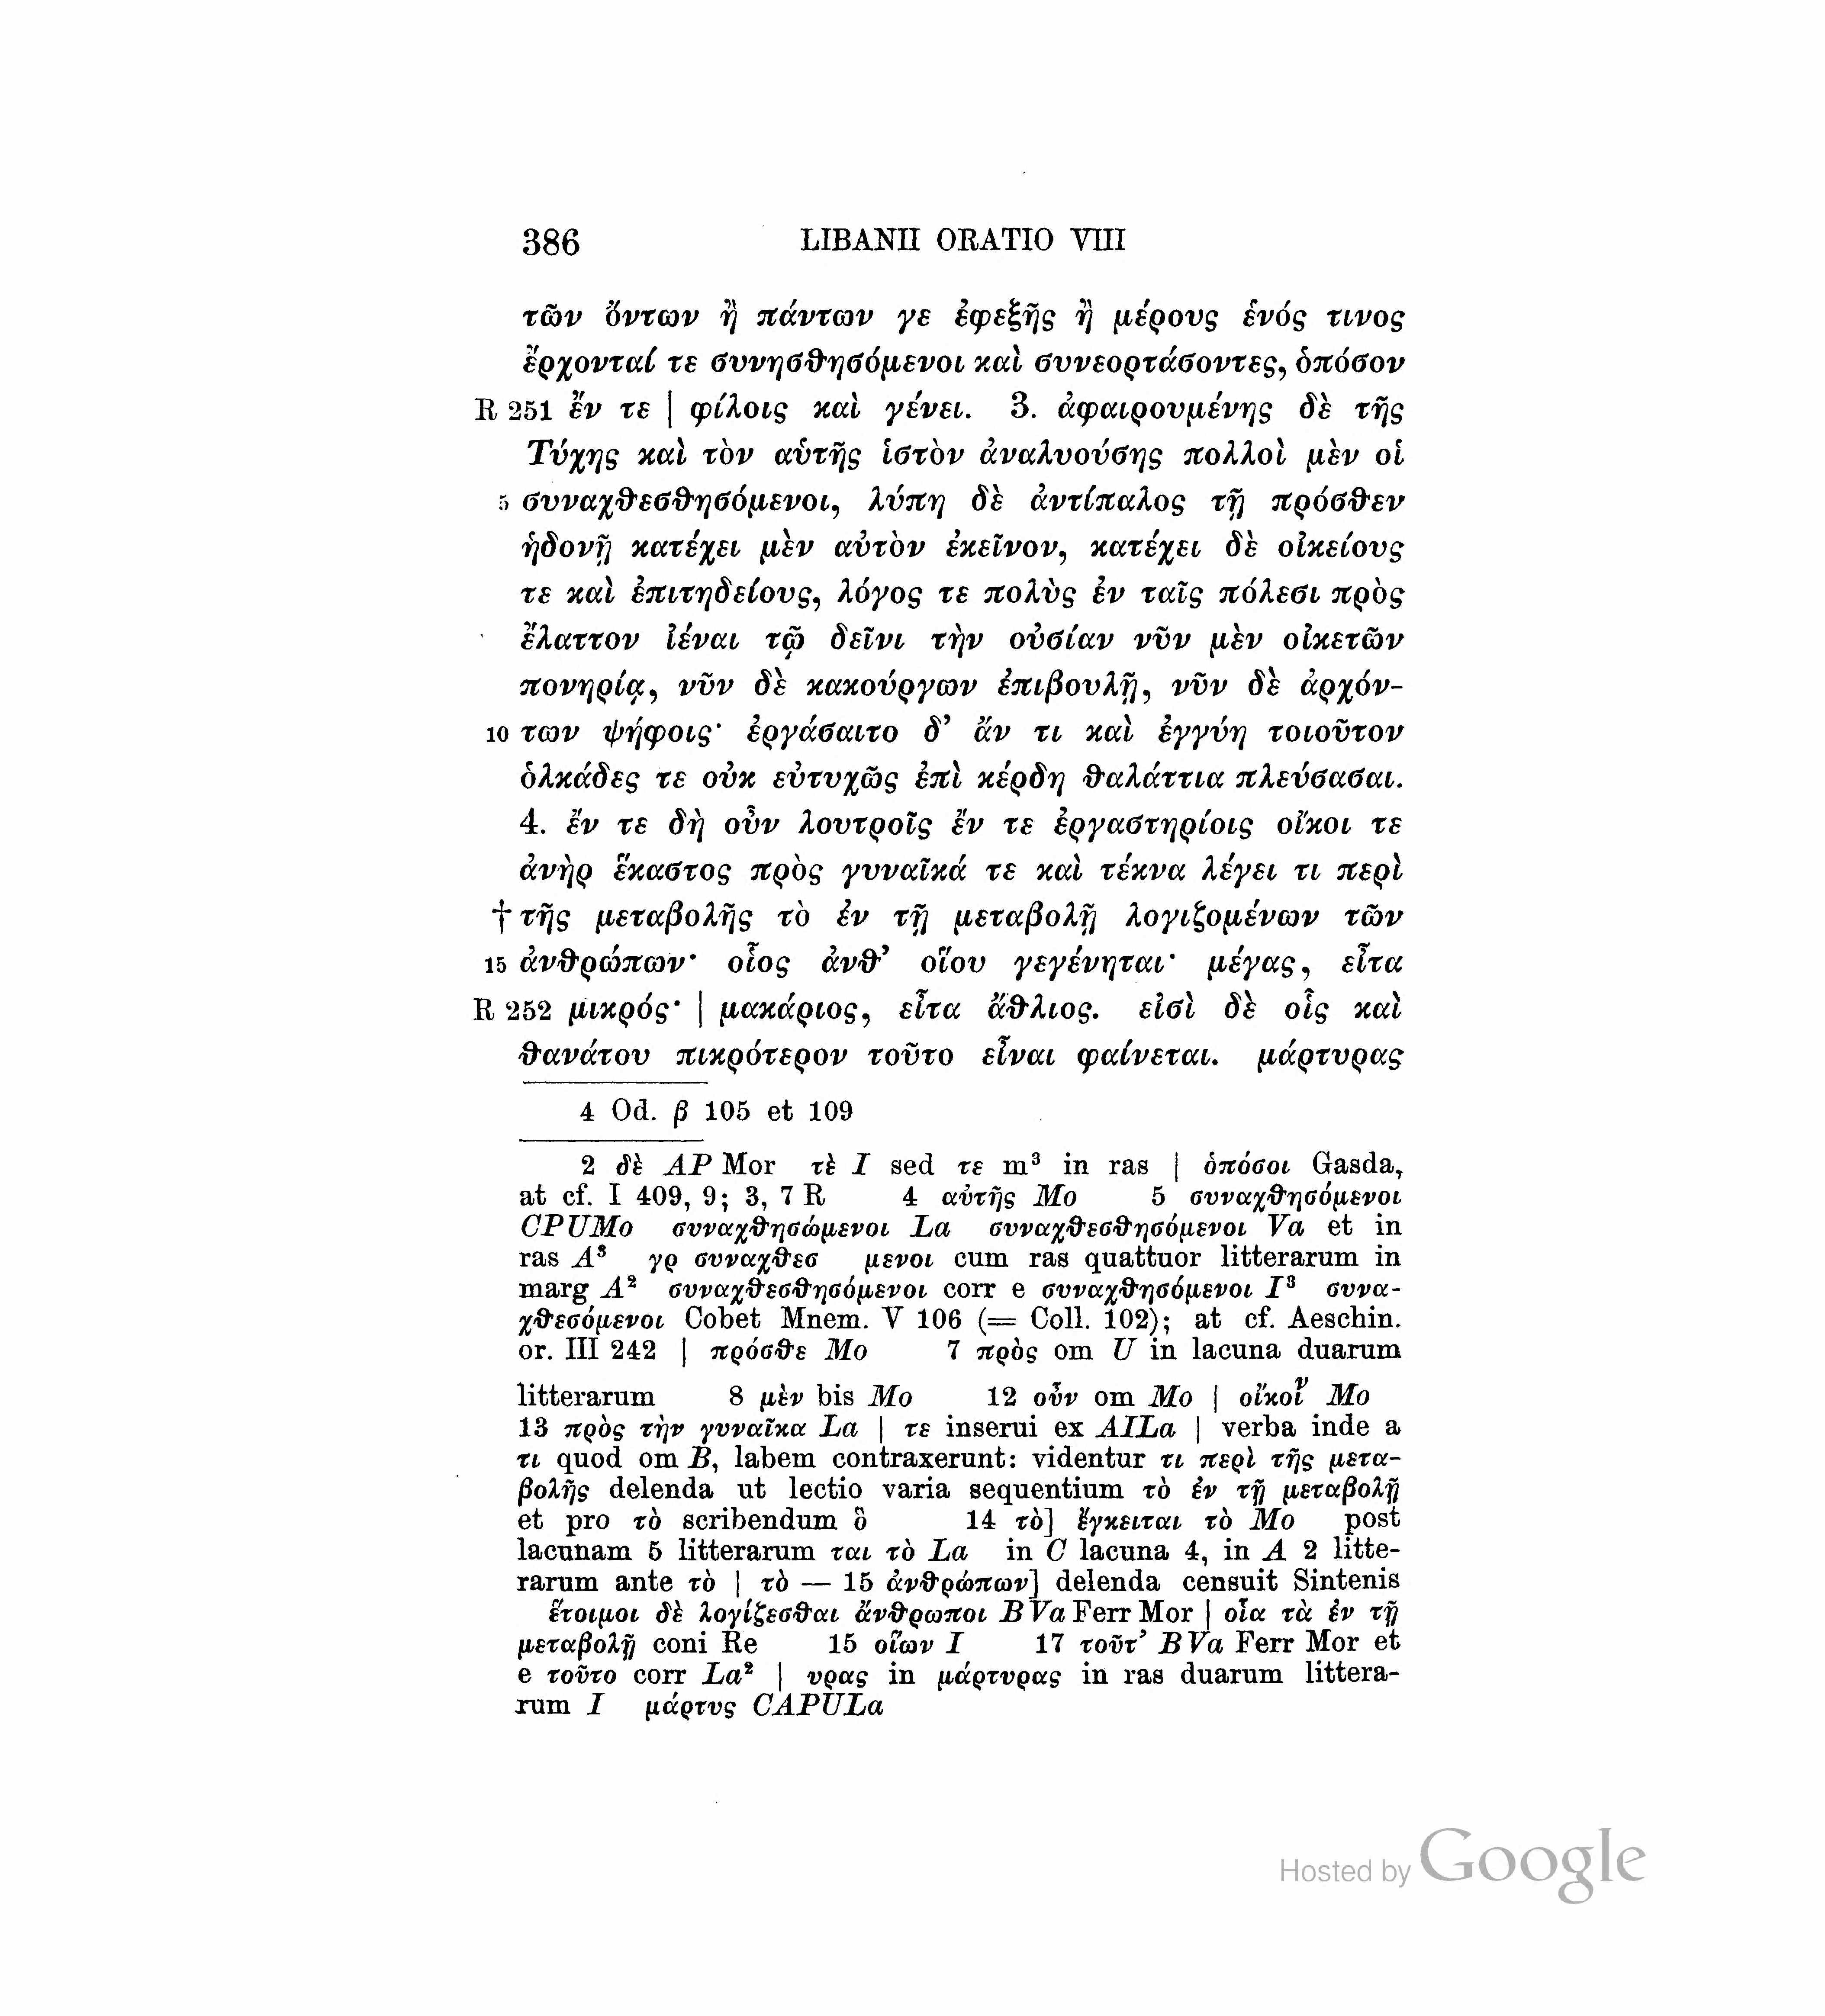 386 LIBANII ORATIO VIII
τῶν ὄντων ἢ πάντων γε ἐφεξῆς ἢ μέρους ἑνός τινος
ἔρχονταί τε συνησθησόμενοι καὶ συνεορτάσοντες, ὁπόσον
R 251 ἔν τε | φίλοις καὶ γένει. 3. ἀφαιρουμένης δὲ τῆς
Τύχης καὶ τὸν αὑτῆς ἱστὸν ἀναλυούσης πολλοὶ μὲν οἱ
5 συναχθεσθησόμενοι, λύπη δὲ ἀντίπαλος τῇ πρόσθεν
ἡδονῇ κατέχει μὲν αὐτὸν ἐκεῖνον, κατέχει δὲ οἰκείους
τε καὶ ἐπιτηδείους, λόγος τε πολὺς ἐν ταῖς πόλεσι πρὸς
ἔλαττον ἰέναι τῷ δεῖνι τὴν οὐσίαν νῦν μὲν οἰκετῶν
πονηρίᾳ, νῦν δὲ κακούργων ἐπιβουλῇ, νῦν δὲ ἀρχόν-
10 των ψήφοις· ἐργάσαιτο δ’ ἄν τι καὶ ἐγγύη τοιοῦτον
ὁλκάδες τε οὐκ εὐτυχῶς ἐπὶ κέρδη θαλάττια πλεύσασαι.
4. ἔν τε δὴ οὖν λουτροῖς ἔν τε ἐργαστηρίοις οἴκοι τε
ἀνὴρ ἕκαστος πρὸς γυναῖκά τε καὶ τέκνα λέγει τι περὶ
† τῆς μεταβολῆς τὸ ἐν τῇ μεταβολῇ λογιζομένων τῶν
15 ἀνθρώπων· οἷος ἀνθ’ οἵου γεγένηται· μέγας, εἶτα
R 252 μικρός· | μακάριος, εἶτα ἄθλιος. εἰσὶ δὲ οἷς καὶ
θανάτου πικρότερον τοῦτο εἶναι φαίνεται. μάρτυρας
4 Od. β 105 et 109
2 δὲ AP Mor τὲ I sed τε m³ in ras | ὁπόσοι Gasda,
at cf. I 409, 9; 3, 7 R 4 αὐτῆς Mo 5 συναχθησόμενοι
CPUMo συναχθησώμενοι La συναχθεσθησόμενοι Va et in
ras A³ γρ συναχθεσ μενοι cum ras quattuor litterarum in
marg A² συναχθεσθησόμενοι corr e συναχθησόμενοι I³ συνα-
χθεσόμενοι Cobet Mnem. V 106 (= Coll. 102); at cf. Aeschin.
or. III 242 | πρόσθε Mo 7 πρὸς om U in lacuna duarum
litterarum 8 μὲν bis Mo 12 οὖν om Mo | οἴκοῖν Mo
13 πρὸς τὴν γυναῖκα La | τε inserui ex AILa | verba inde a
τι quod om B, labem contraxerunt: videntur τι περὶ τῆς μετα-
βολῆς delenda ut lectio varia sequentium τὸ ἐν τῇ μεταβολῇ
et pro τὸ scribendum ὃ 14 τὸ] ἔγκειται τὸ Mo post
lacunam 5 litterarum ται τὸ La in C lacuna 4, in A 2 litte-
rarum ante τὸ | τὸ — 15 ἀνθρώπων] delenda censuit Sintenis
ἕτοιμοι δὲ λογίζεσθαι ἄνθρωποι BVa Ferr Mor | οἷα τὰ ἐν τῇ
μεταβολῇ coni Re 15 οἵων I 17 τοῦτ’ BVa Ferr Mor et
e τοῦτο corr La² | υρας in μάρτυρας in ras duarum littera-
rum I μάρτυς CAPULa
Hosted by Google